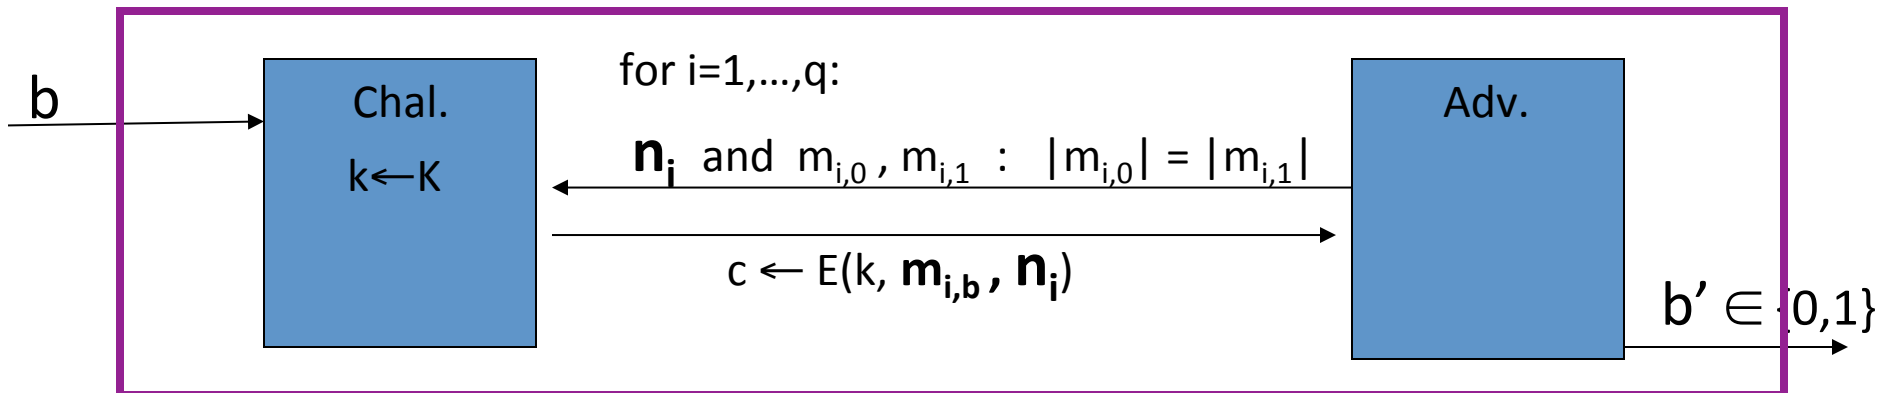 for i=1,…,q:
b
Chal.
Adv.
k←K
nᵢ and mᵢ,₀ , mᵢ,₁ : |mᵢ,₀| = |mᵢ,₁|
c ← E(k, mᵢ,b , nᵢ)
b’ ∈ {0,1}